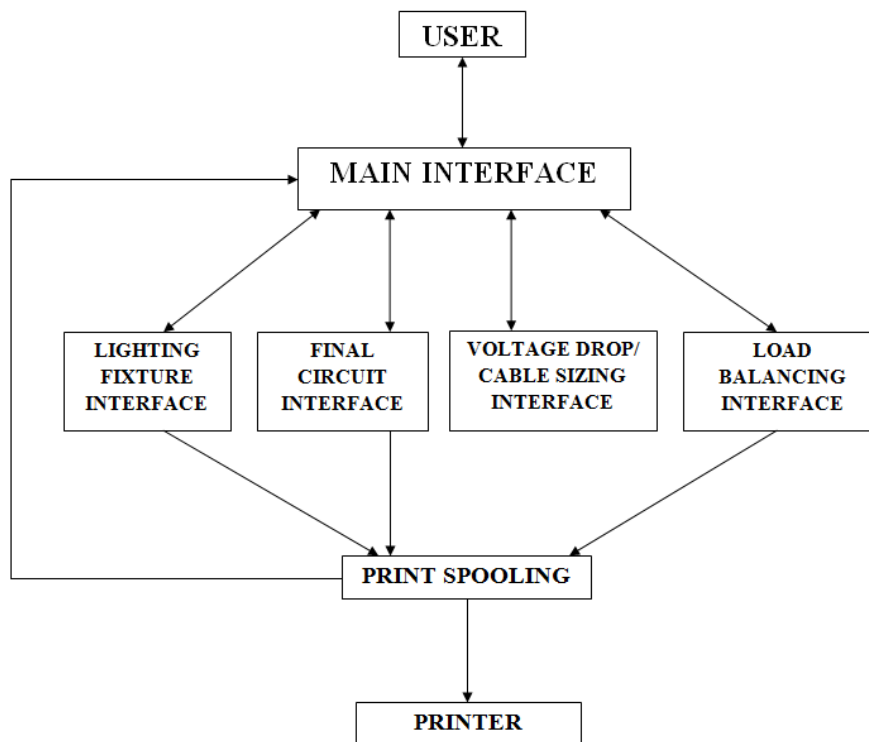 USER
MAIN INTERFACE
LIGHTING
FIXTURE
INTERFACE
FINAL
CIRCUIT
INTERFACE
VOLTAGE DROP/
CABLE SIZING
INTERFACE
LOAD
BALANCING
INTERFACE
PRINT SPOOLING
PRINTER